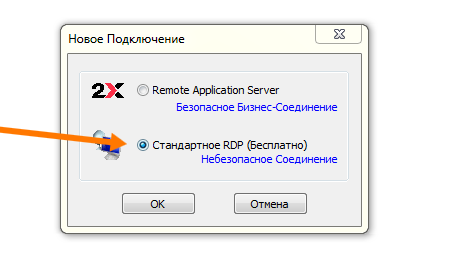 Новое Подключение
2X Remote Application Server
Безопасное Бизнес-Соединение
Стандартное RDP (Бесплатно)
Небезопасное Соединение
OK Отмена